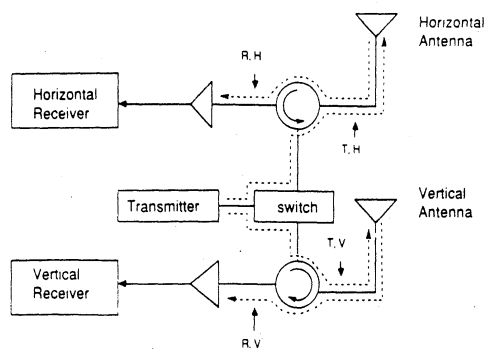 Horizontal
Antenna
R, H
Horizontal
Receiver
T, H
Transmitter
switch
Vertical
Antenna
T, V
Vertical
Receiver
R, V